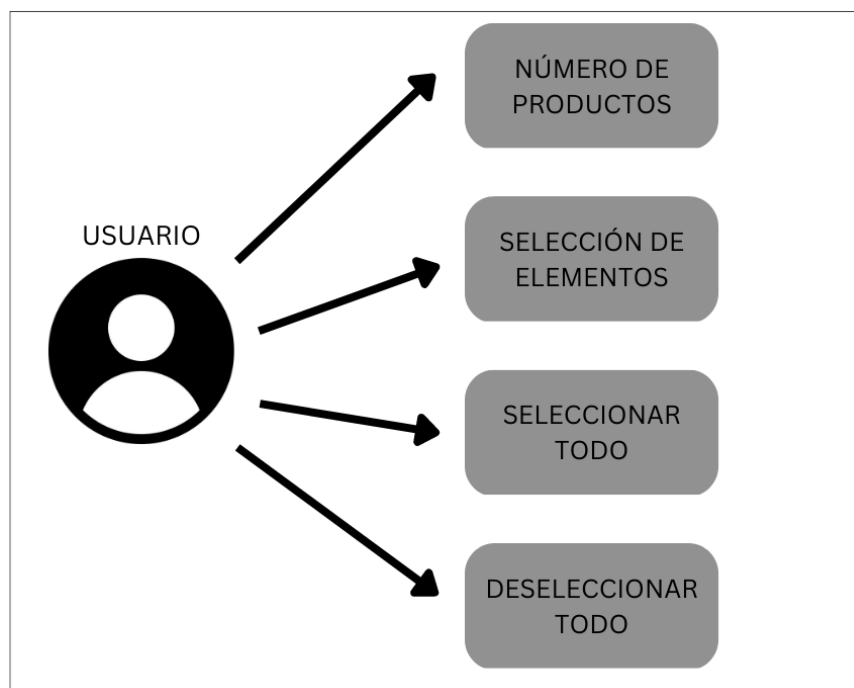 NÚMERO DE
PRODUCTOS
USUARIO
SELECCIÓN DE
ELEMENTOS
SELECCIONAR
TODO
DESELECCIONAR
TODO